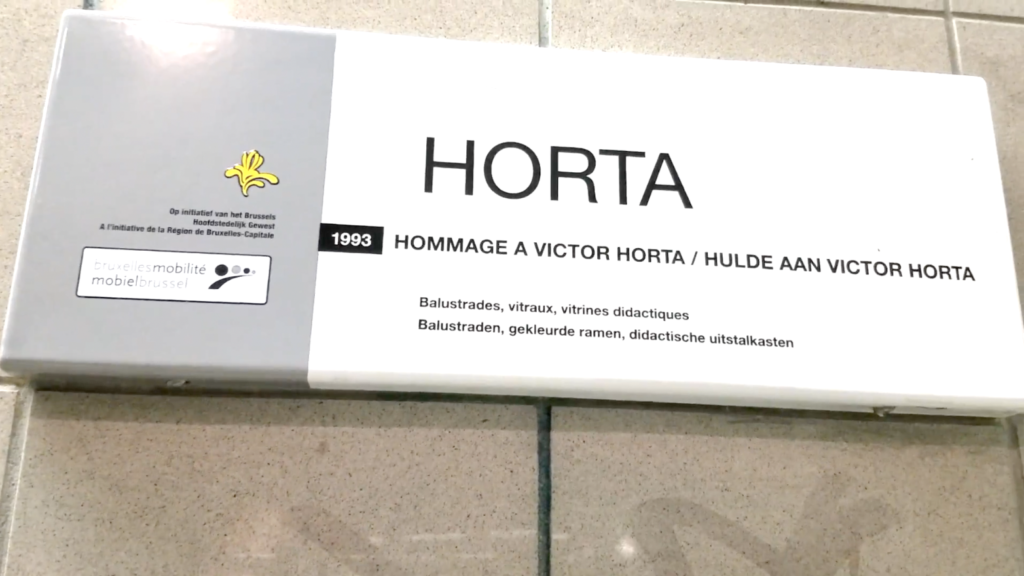 HORTA
1993 HOMMAGE A VICTOR HORTA / HULDE AAN VICTOR HORTA
Balustrades, vitraux, vitrines didactiques
Balustraden, gekleurde ramen, didactische uitstalkasten
Op initiatief van het Brussels
Hoofdstedelijk Gewest
A l'initiative de la Région de Bruxelles-Capitale
bruxellesmobilité
mobielbrussel